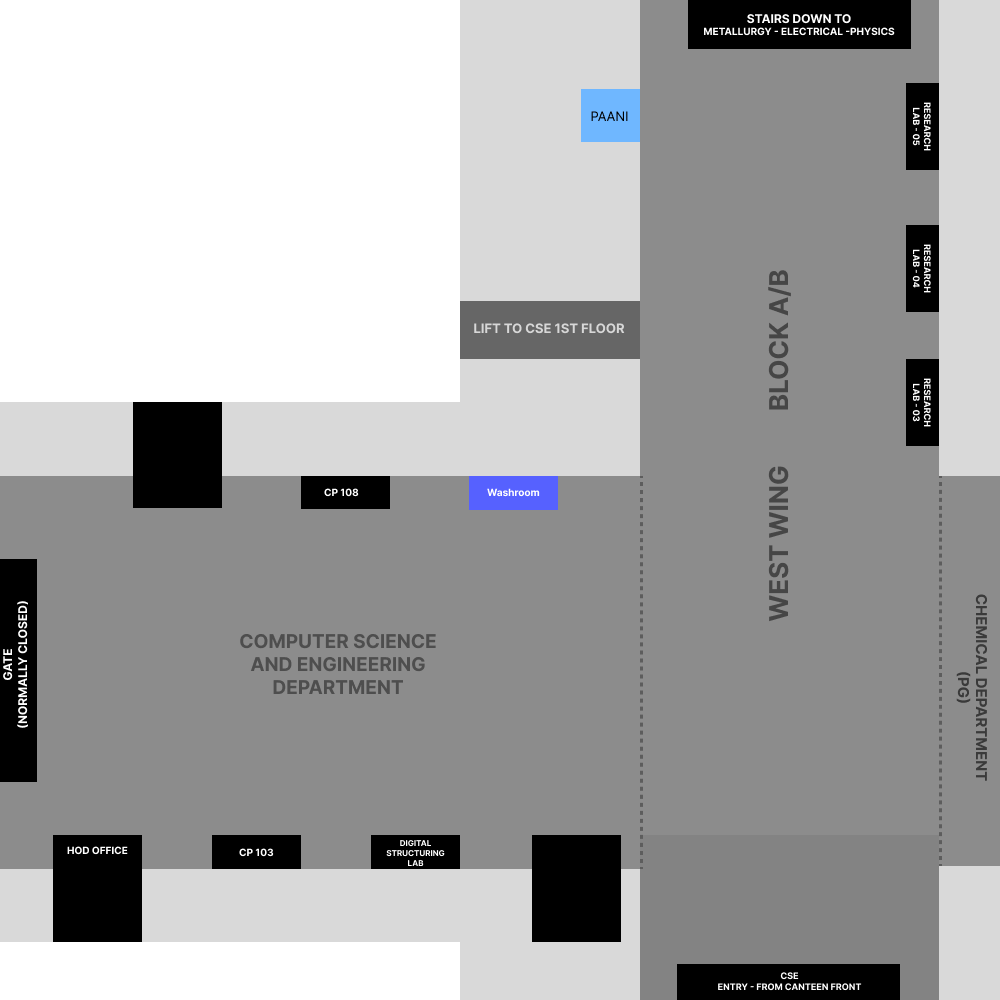 STAIRS DOWN TO
METALLURGY - ELECTRICAL -PHYSICS
PAANI
RESEARCH
LAB - 05
RESEARCH
LAB - 04
LIFT TO CSE 1ST FLOOR
BLOCK A/B
RESEARCH
LAB - 03
CP 108
Washroom
WEST WING
GATE
(NORMALLY CLOSED)
COMPUTER SCIENCE
AND ENGINEERING
DEPARTMENT
CHEMICAL DEPARTMENT
(PG)
HOD OFFICE
CP 103
DIGITAL
STRUCTURING
LAB
CSE
ENTRY - FROM CANTEEN FRONT